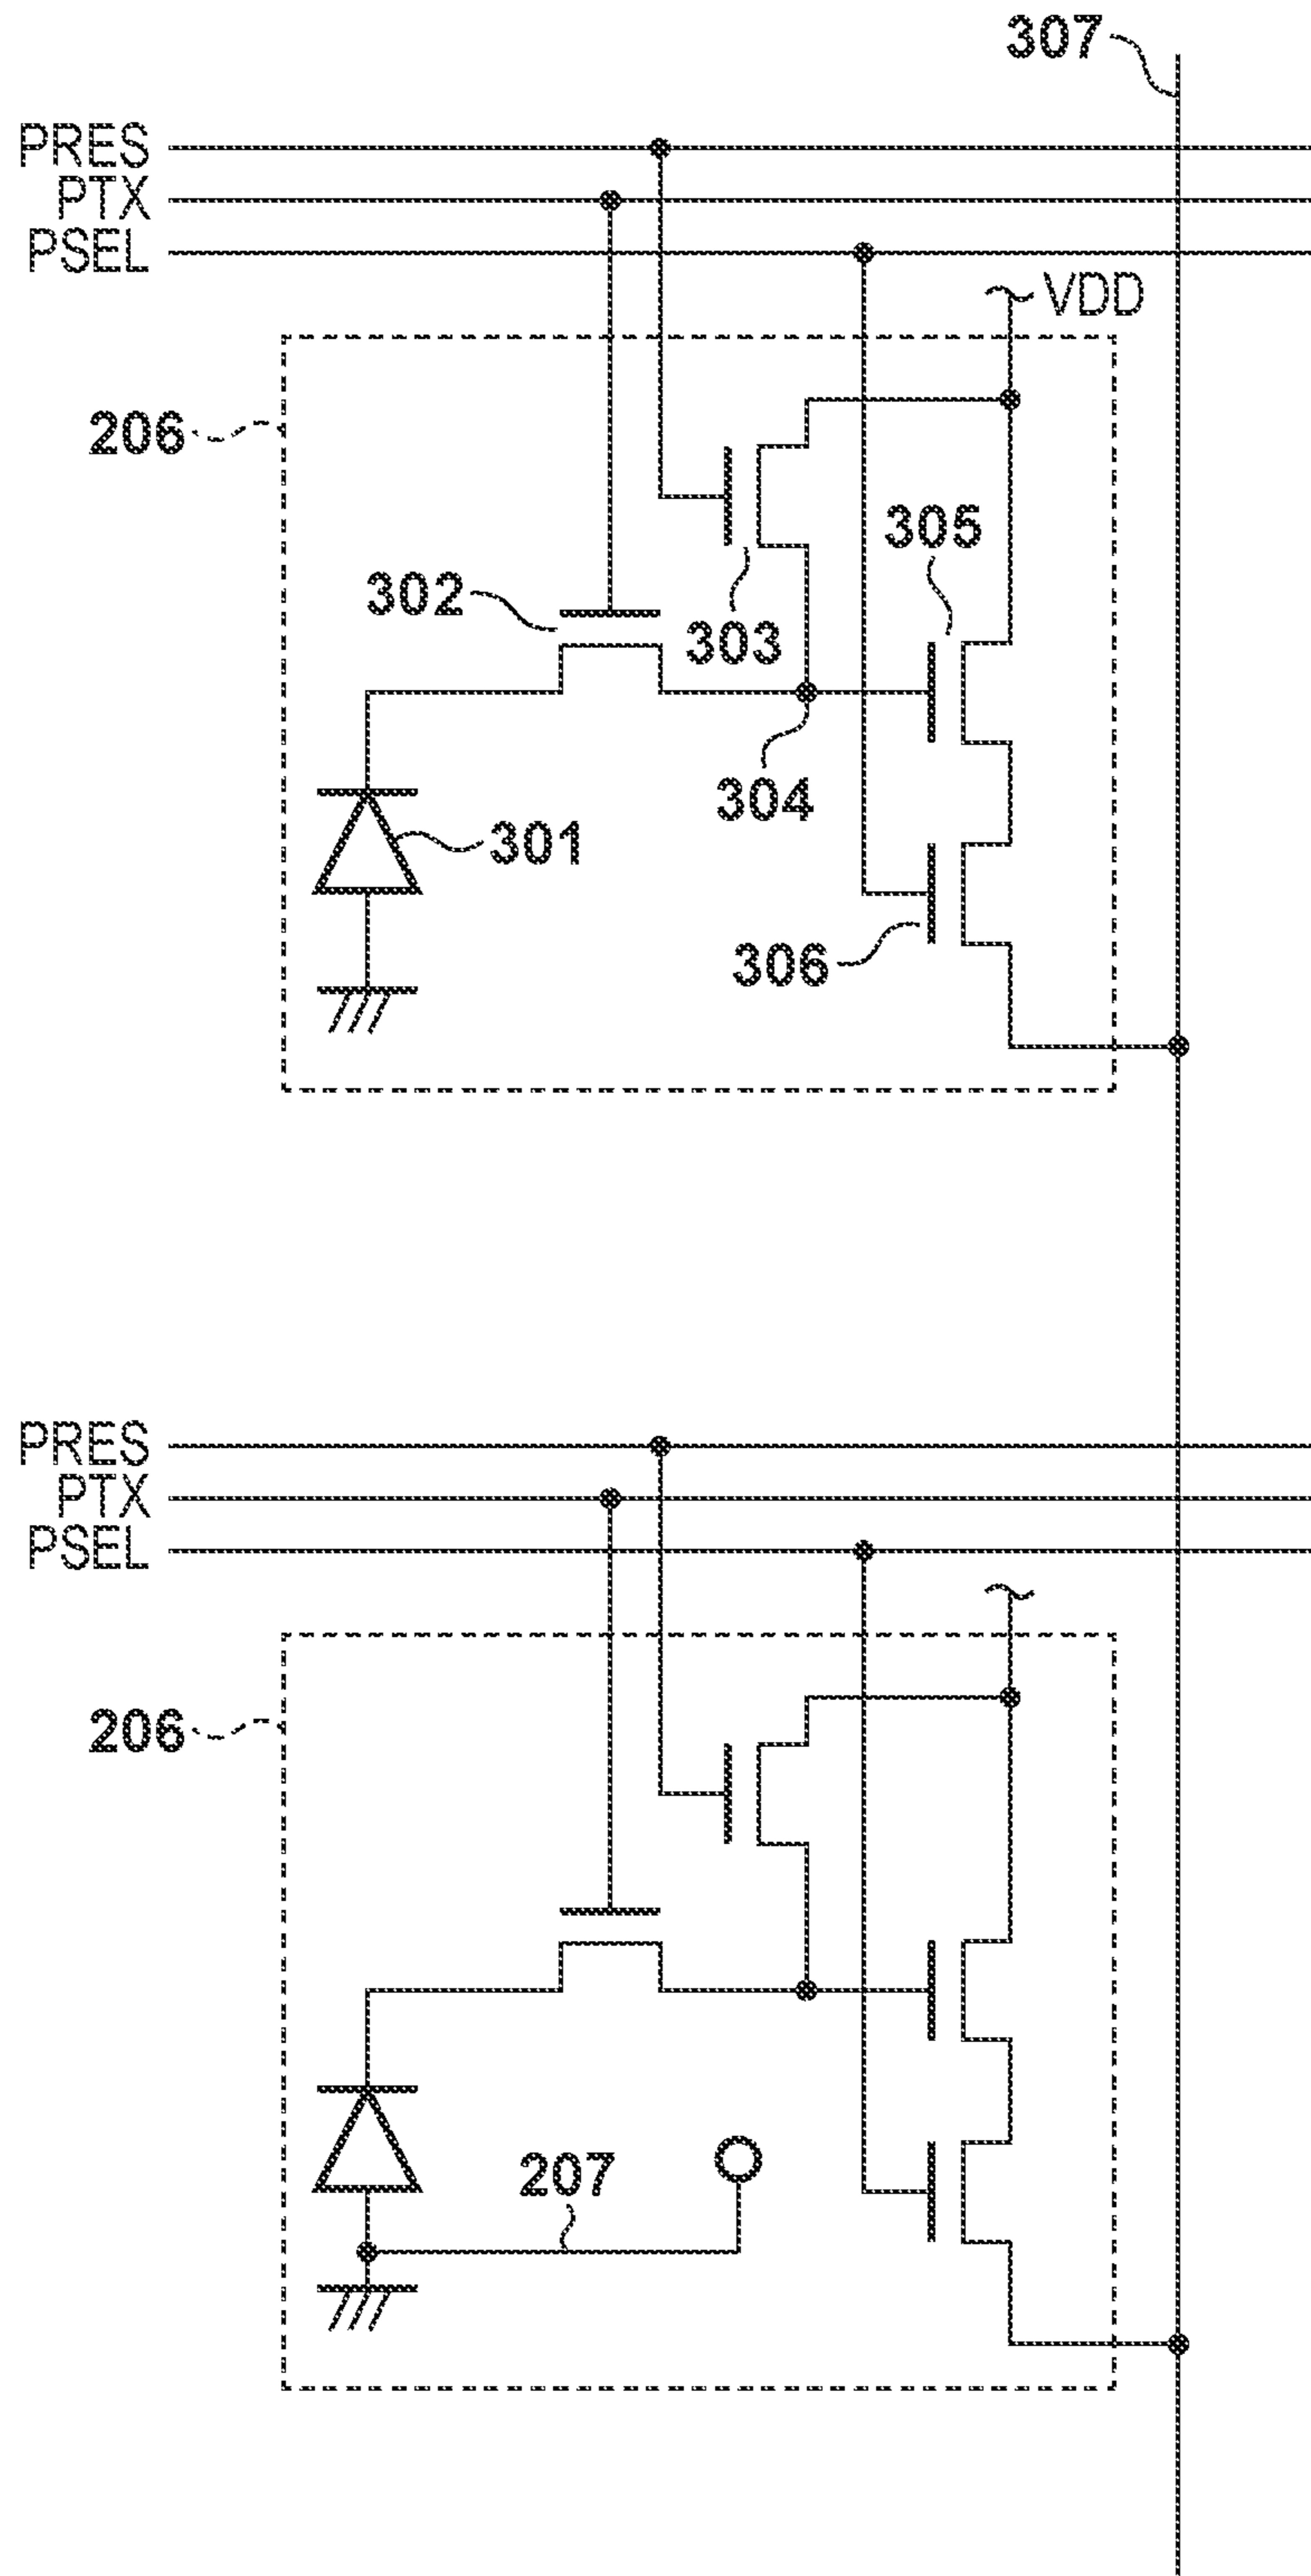 307
PRES
PTX
PSEL
VDD
206
305
302
303
304
301
306
PRES
PTX
PSEL
206
207